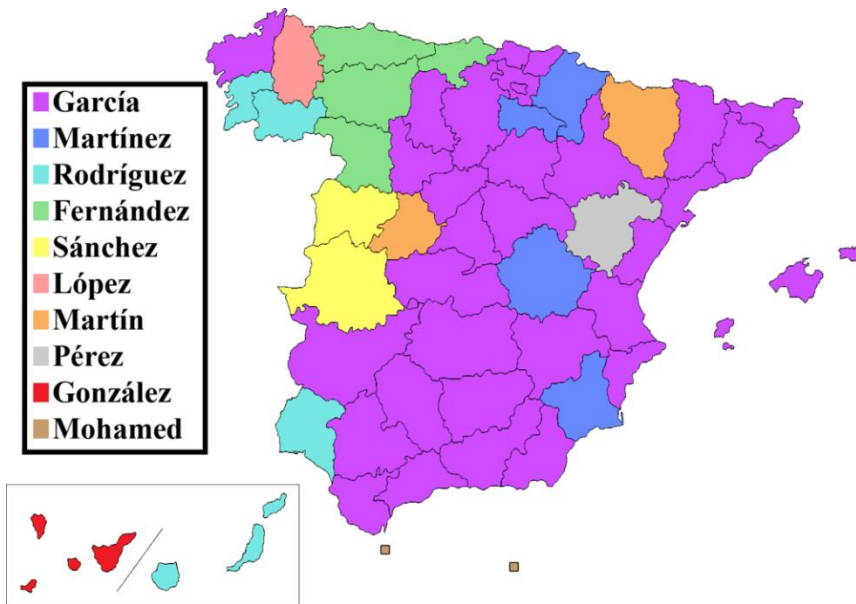 García
Martínez
Rodríguez
Fernández
Sánchez
López
Martín
Pérez
González
Mohamed